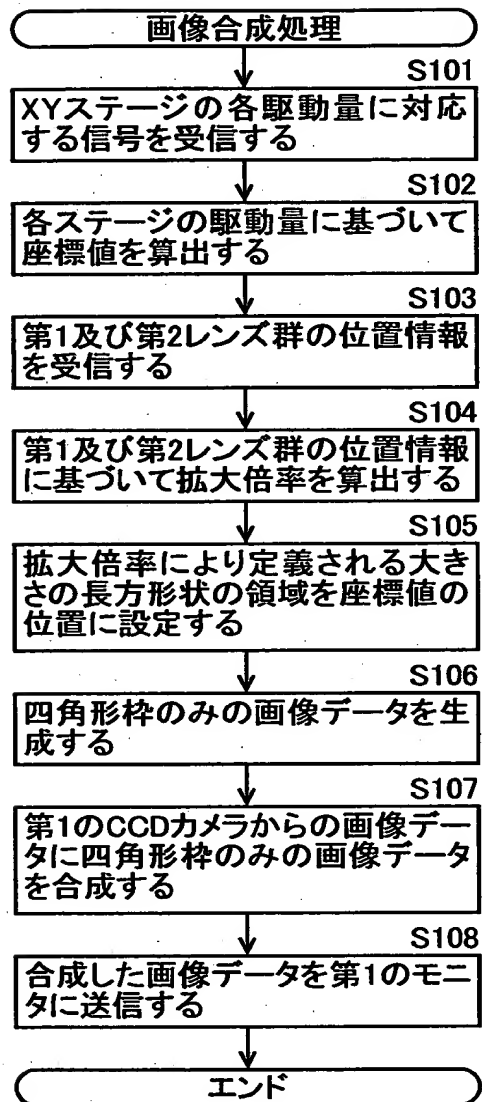 画像合成処理
S101
XYステージの各駆動量に対応
する信号を受信する
S102
各ステージの駆動量に基づいて
座標値を算出する
S103
第1及び第2レンズ群の位置情報
を受信する
S104
第1及び第2レンズ群の位置情報
に基づいて拡大倍率を算出する
S105
拡大倍率により定義される大き
さの長方形状の領域を座標値の
位置に設定する
S106
四角形枠のみの画像データを生
成する
S107
第1のCCDカメラからの画像デー
タに四角形枠のみの画像データ
を合成する
S108
合成した画像データを第1のモニ
タに送信する
エンド